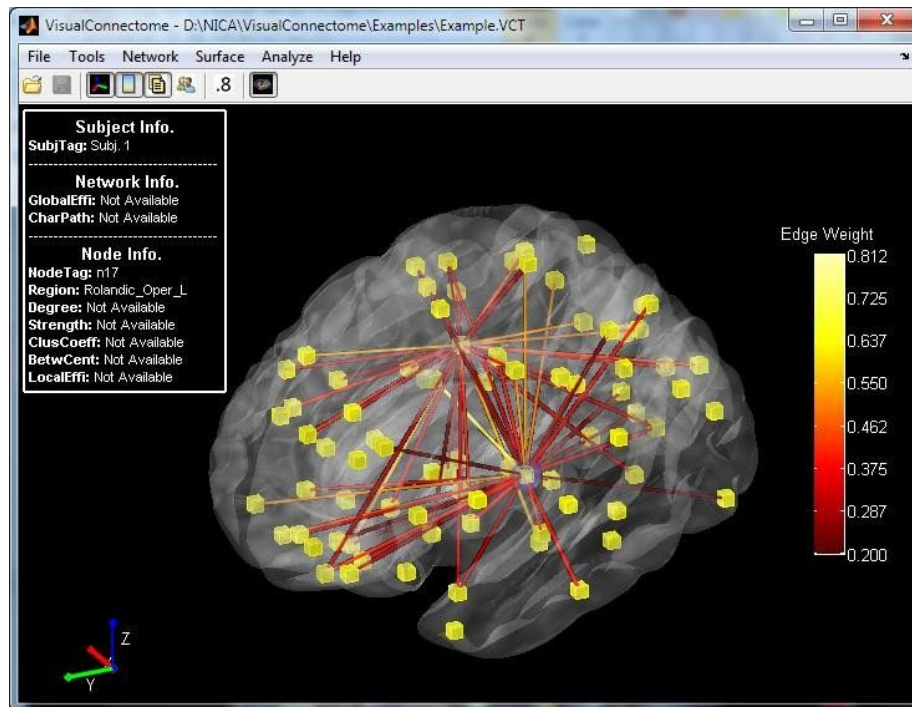 VisualConnectome - D:\NICA\VisualConnectome\Examples\Example.VCT
File Tools Network Surface Analyze Help
.8
Subject Info.
SubjTag: Subj. 1
Network Info.
GlobalEffi: Not Available
CharPath: Not Available
Node Info.
NodeTag: n17
Region: Rolandic_Oper_L
Degree: Not Available
Strength: Not Available
ClusCoeff: Not Available
BetwCent: Not Available
LocalEffi: Not Available
Edge Weight
0.812
0.725
0.637
0.550
0.462
0.375
0.287
0.200
Z
Y